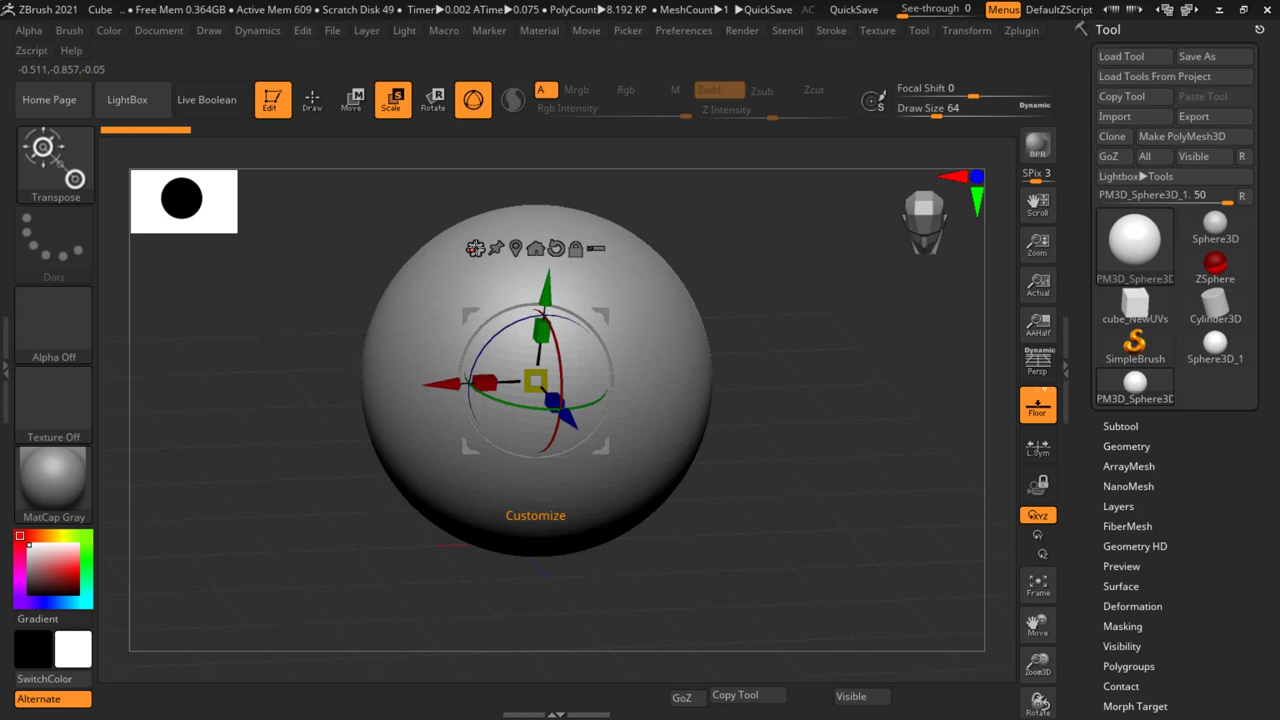 ZBrush 2021 Cube • Free Mem 0.364GB • Active Mem 609 • Scratch Disk 49 • Timer▶0.002 ATime▶0.075 • PolyCount▶8.192 KP • MeshCount▶1 ▶QuickSave AC QuickSave See-through 0 Menus DefaultZScript
Alpha Brush Color Document Draw Dynamics Edit File Layer Light Macro Marker Material Movie Picker Preferences Render Stencil Stroke Texture Tool Transform Zplugin
Zscript Help
-0.511,-0.857,-0.05
Home Page LightBox Live Boolean Edit Draw Move Scale Rotate
A Mrgb Rgb M Zadd Zsub Zcut
Rgb Intensity Z Intensity
S Focal Shift 0
Draw Size 64 Dynamic
Transpose
Dots
Alpha Off
Texture Off
MatCap Gray
Gradient
SwitchColor
Alternate
Customize
BPR
SPix 3
Scroll
Zoom
Actual
AAHalf
Dynamic
Persp
Floor
L.Sym
XYZ
Y
Z
Frame
Move
Zoom3D
Rotate
GoZ Copy Tool Visible
Tool
Load Tool Save As
Load Tools From Project
Copy Tool Paste Tool
Import Export
Clone Make PolyMesh3D
GoZ All Visible R
Lightbox▶Tools
PM3D_Sphere3D_1. 50 R
PM3D_Sphere3D Sphere3D
ZSphere
cube_NewUVs Cylinder3D
SimpleBrush Sphere3D_1
PM3D_Sphere3D
Subtool
Geometry
ArrayMesh
NanoMesh
Layers
FiberMesh
Geometry HD
Preview
Surface
Deformation
Masking
Visibility
Polygroups
Contact
Morph Target